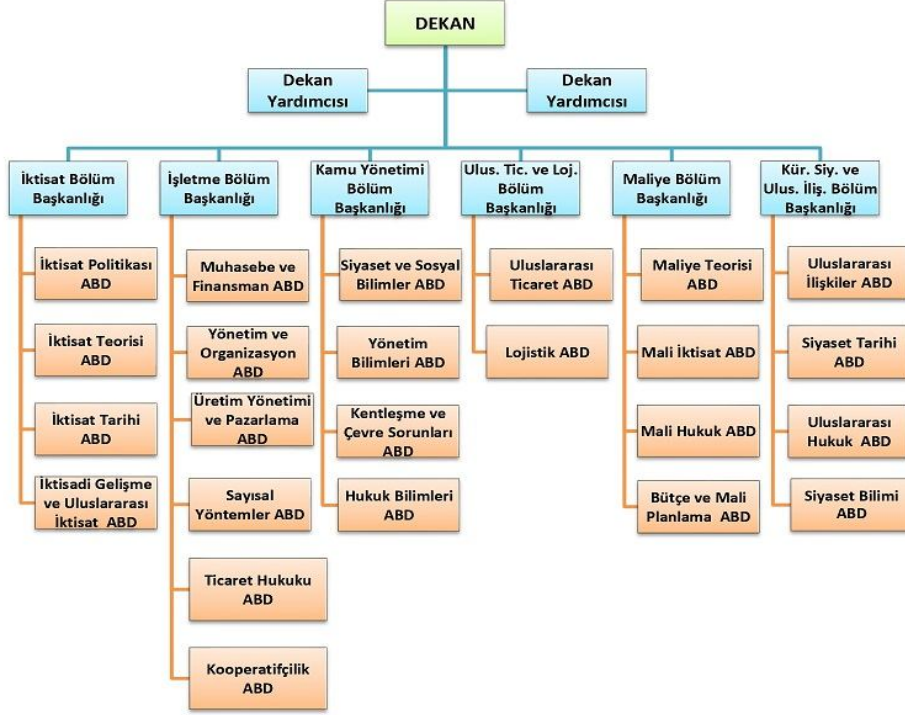 DEKAN
Dekan
Yardımcısı
Dekan
Yardımcısı
İktisat Bölüm
Başkanlığı
İşletme Bölüm
Başkanlığı
Kamu Yönetimi
Bölüm
Başkanlığı
Ulus. Tic. ve Loj.
Bölüm
Başkanlığı
Maliye Bölüm
Başkanlığı
Kür. Siy. ve
Ulus. İliş. Bölüm
Başkanlığı
İktisat Politikası
ABD
İktisat Teorisi
ABD
İktisat Tarihi
ABD
İktisadi Gelişme
ve Uluslararası
İktisat ABD
Muhasebe ve
Finansman ABD
Yönetim ve
Organizasyon
ABD
Üretim Yönetimi
ve Pazarlama
ABD
Sayısal
Yöntemler ABD
Ticaret Hukuku
ABD
Kooperatifçilik
ABD
Siyaset ve Sosyal
Bilimler ABD
Yönetim
Bilimleri ABD
Kentleşme ve
Çevre Sorunları
ABD
Hukuk Bilimleri
ABD
Uluslararası
Ticaret ABD
Lojistik ABD
Maliye Teorisi
ABD
Mali İktisat ABD
Mali Hukuk ABD
Bütçe ve Mali
Planlama ABD
Uluslararası
İlişkiler ABD
Siyaset Tarihi
ABD
Uluslararası
Hukuk ABD
Siyaset Bilimi
ABD